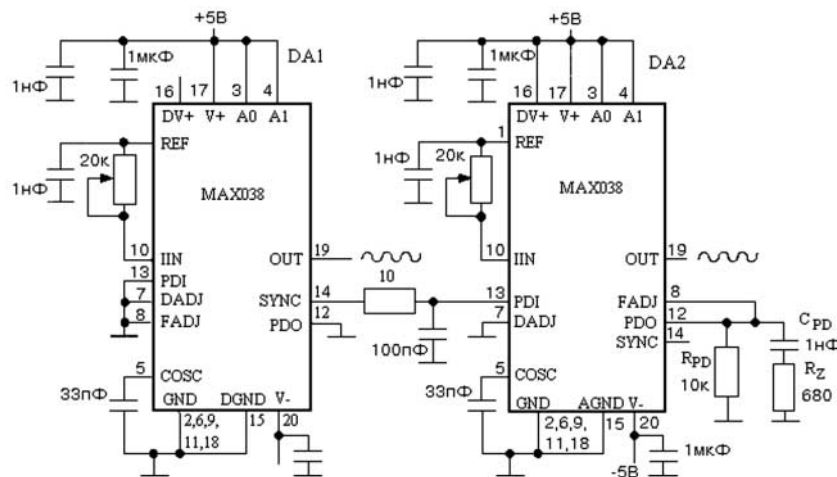 +5В
+5В
1мкФ
DA1
1мкФ
DA2
1нФ
1нФ
16 17 3 4
16 17 3 4
DV+ V+ A0 A1
DV+ V+ A0 A1
1
REF
REF
20к
20к
1нФ
1нФ
MAX038
MAX038
10
IIN
OUT
19
10
IIN
OUT
19
13
PDI
10
7
DADJ
SYNC
14
13
PDI
FADJ
8
8
FADJ
PDO
12
7
DADJ
PDO
12
SYNC
14
C PD
1нФ
100пФ
R PD
10к
R Z
680
5
COSC
5
COSC
33пФ
33пФ
GND DGND V-
GND AGND V-
2,6,9,
11,18
15
20
2,6,9,
11,18
15
20
1мкФ
-5В